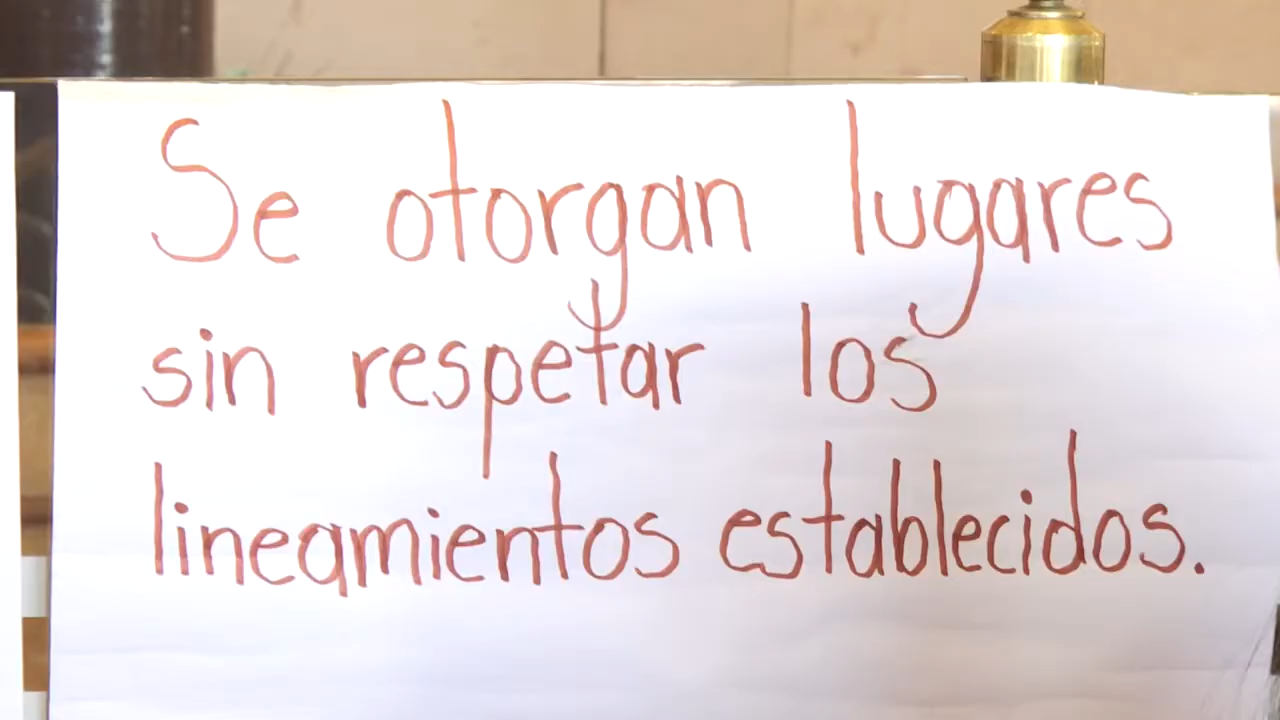 Se otorgan lugares
sin respetar los
lineamientos establecidos.